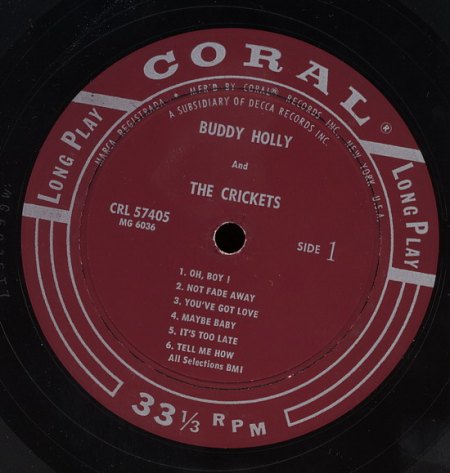 CORAL®
MARCA REGISTRADA • MFR'D BY CORAL® RECORDS INC., NEW YORK, U.S.A.
A SUBSIDIARY OF DECCA RECORDS INC.
LONG PLAY
LONG PLAY
BUDDY HOLLY
And
THE CRICKETS
CRL 57405
MG 6036
SIDE 1
1. OH, BOY !
2. NOT FADE AWAY
3. YOU'VE GOT LOVE
4. MAYBE BABY
5. IT'S TOO LATE
6. TELL ME HOW
All Selections BMI
33 1/3 RPM